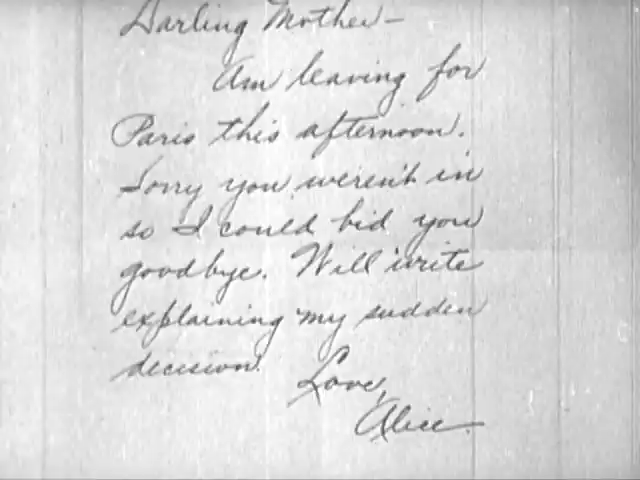 Darling Mother—
Am leaving for
Paris this afternoon.
Sorry you weren't in
so I could bid you
goodbye. Will write
explaining my sudden
decision.
Love,
Alice.